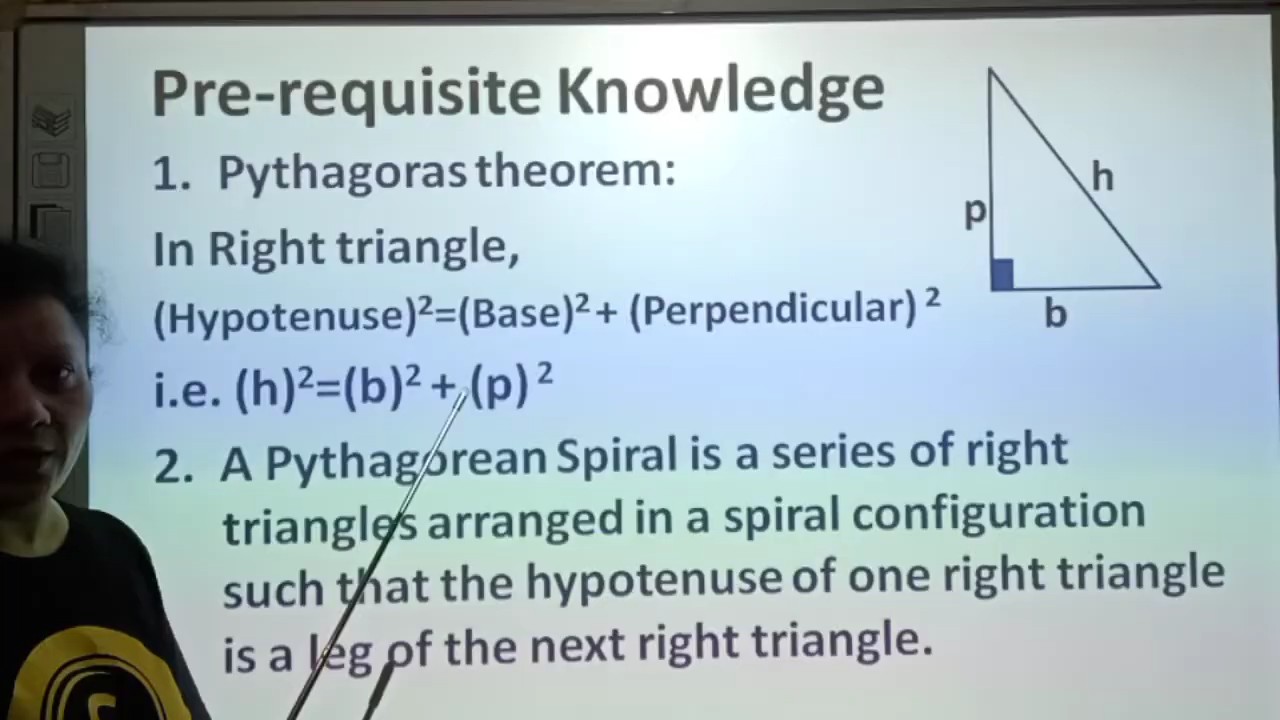 Pre-requisite Knowledge
1. Pythagoras theorem:
In Right triangle,
(Hypotenuse)²=(Base)²+ (Perpendicular) ²
i.e. (h)²=(b)² + (p) ²
2. A Pythagorean Spiral is a series of right
triangles arranged in a spiral configuration
such that the hypotenuse of one right triangle
is a leg of the next right triangle.
p
h
b